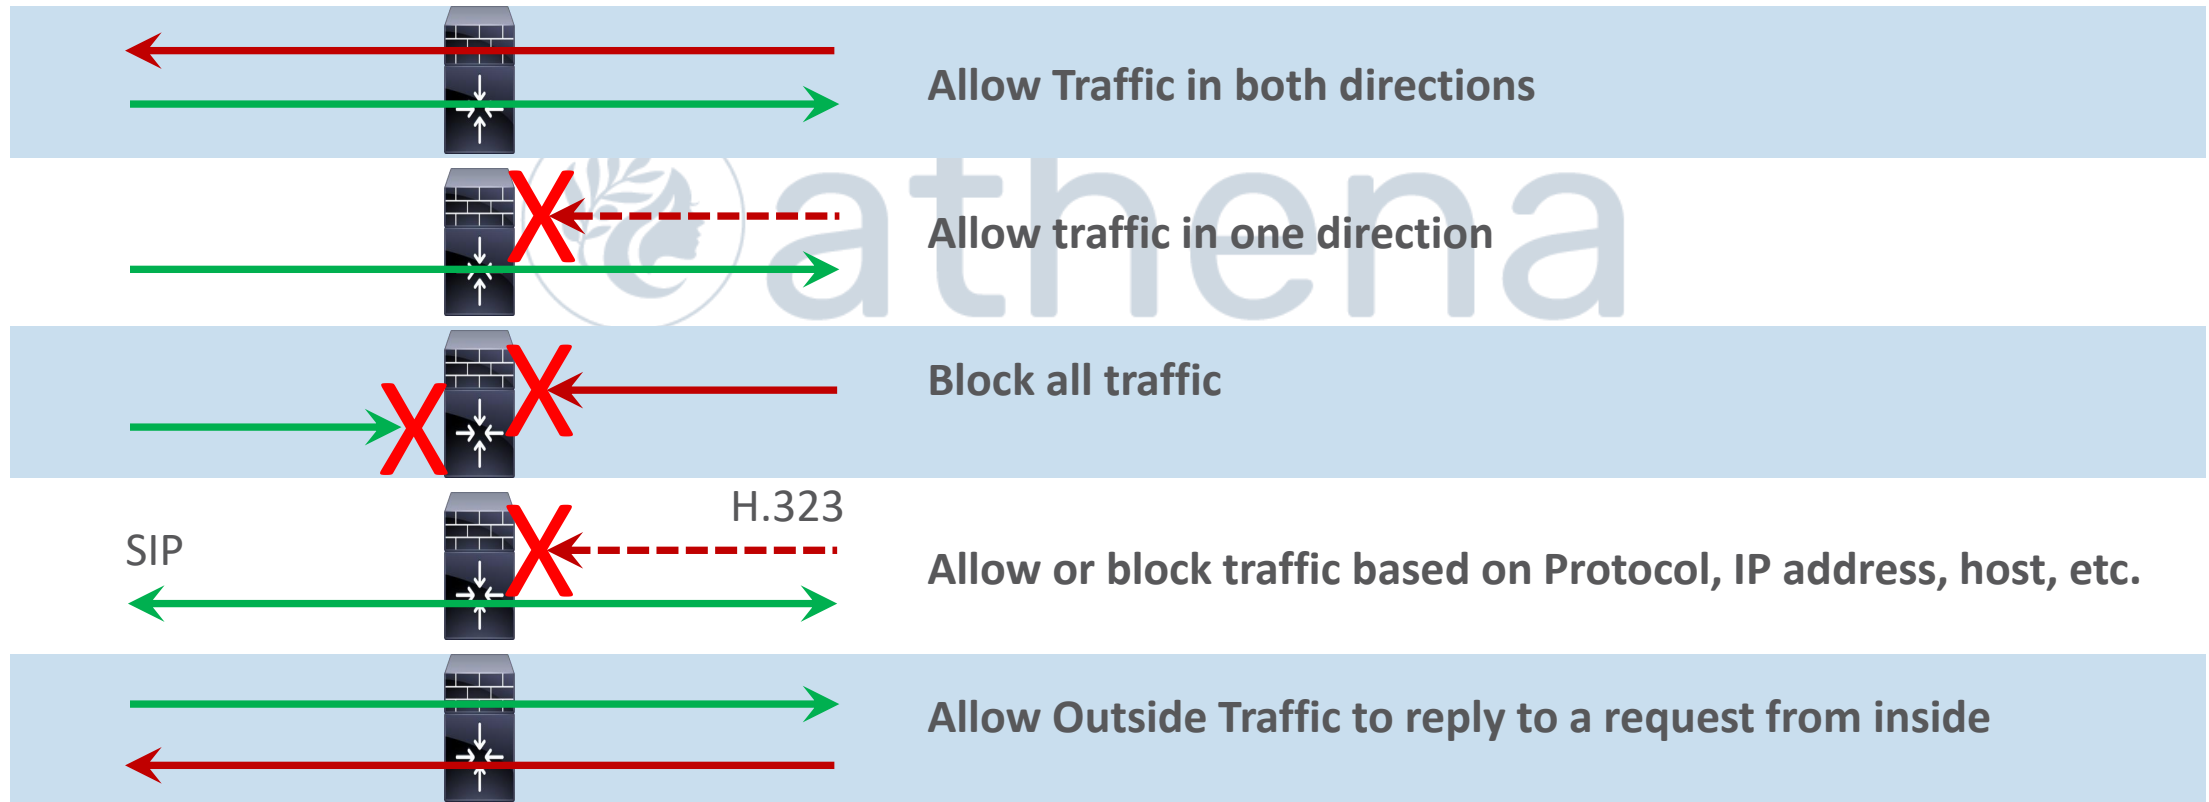 Allow Traffic in both directions
athena
Allow traffic in one direction
Block all traffic
H.323
SIP
Allow or block traffic based on Protocol, IP address, host, etc.
Allow Outside Traffic to reply to a request from inside